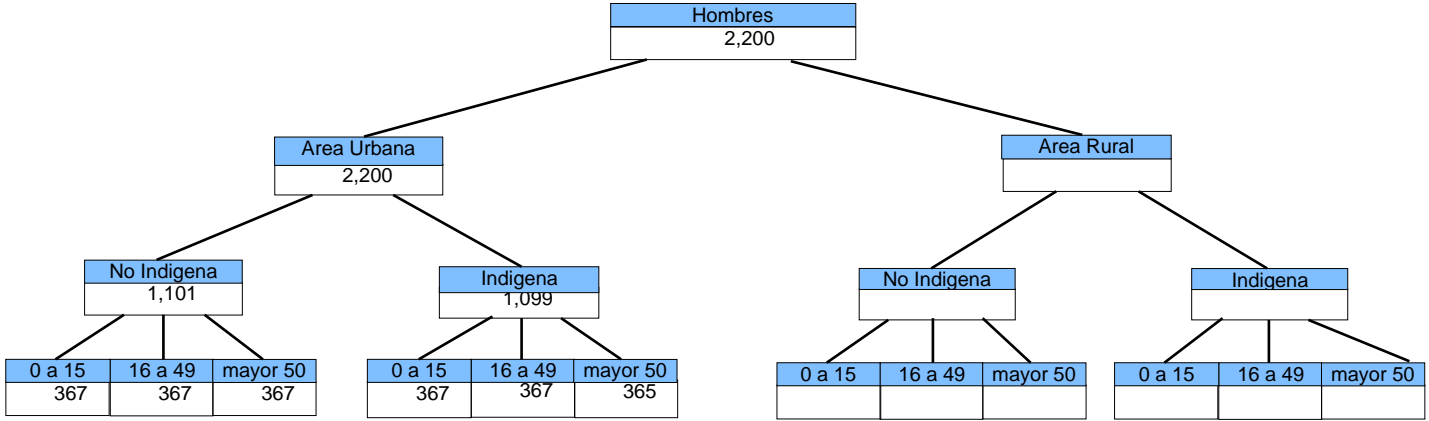 Hombres
2,200
Area Urbana
2,200
Area Rural
No Indigena
1,101
Indigena
1,099
No Indigena
Indigena
0 a 15 16 a 49 mayor 50
367 367 367
0 a 15 16 a 49 mayor 50
367 367 365
0 a 15 16 a 49 mayor 50
0 a 15 16 a 49 mayor 50